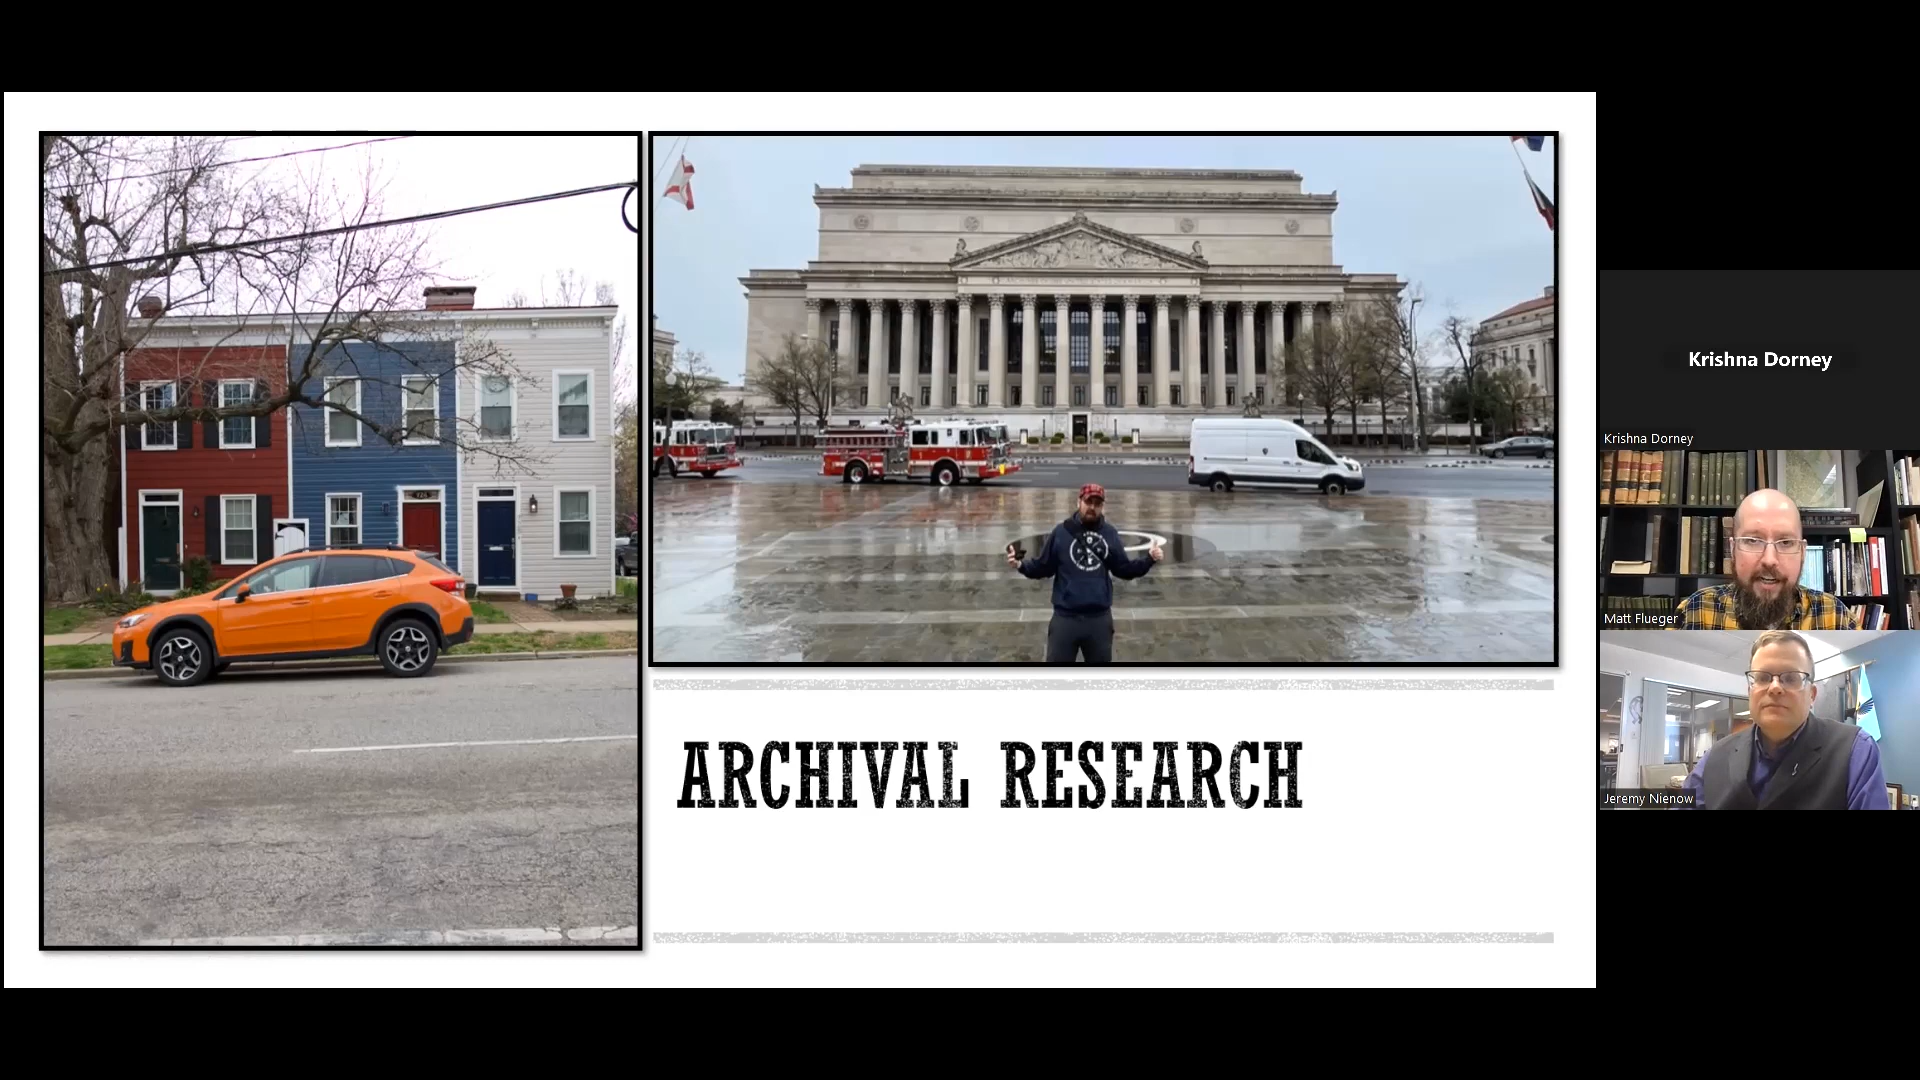 ARCHIVAL RESEARCH
Krishna Dorney
Krishna Dorney
Matt Flueger
Jeremy Nienow